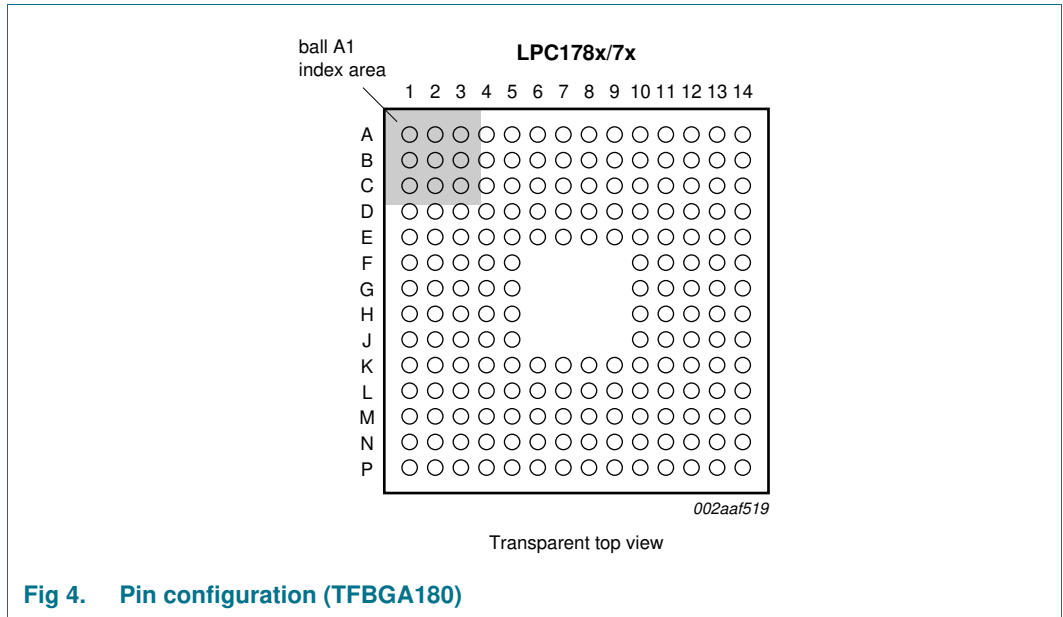 ball A1
index area
LPC178x/7x
1 2 3 4 5 6 7 8 9 10 11 12 13 14
A
B
C
D
E
F
G
H
J
K
L
M
N
P
002aaf519
Transparent top view
Fig 4. Pin configuration (TFBGA180)